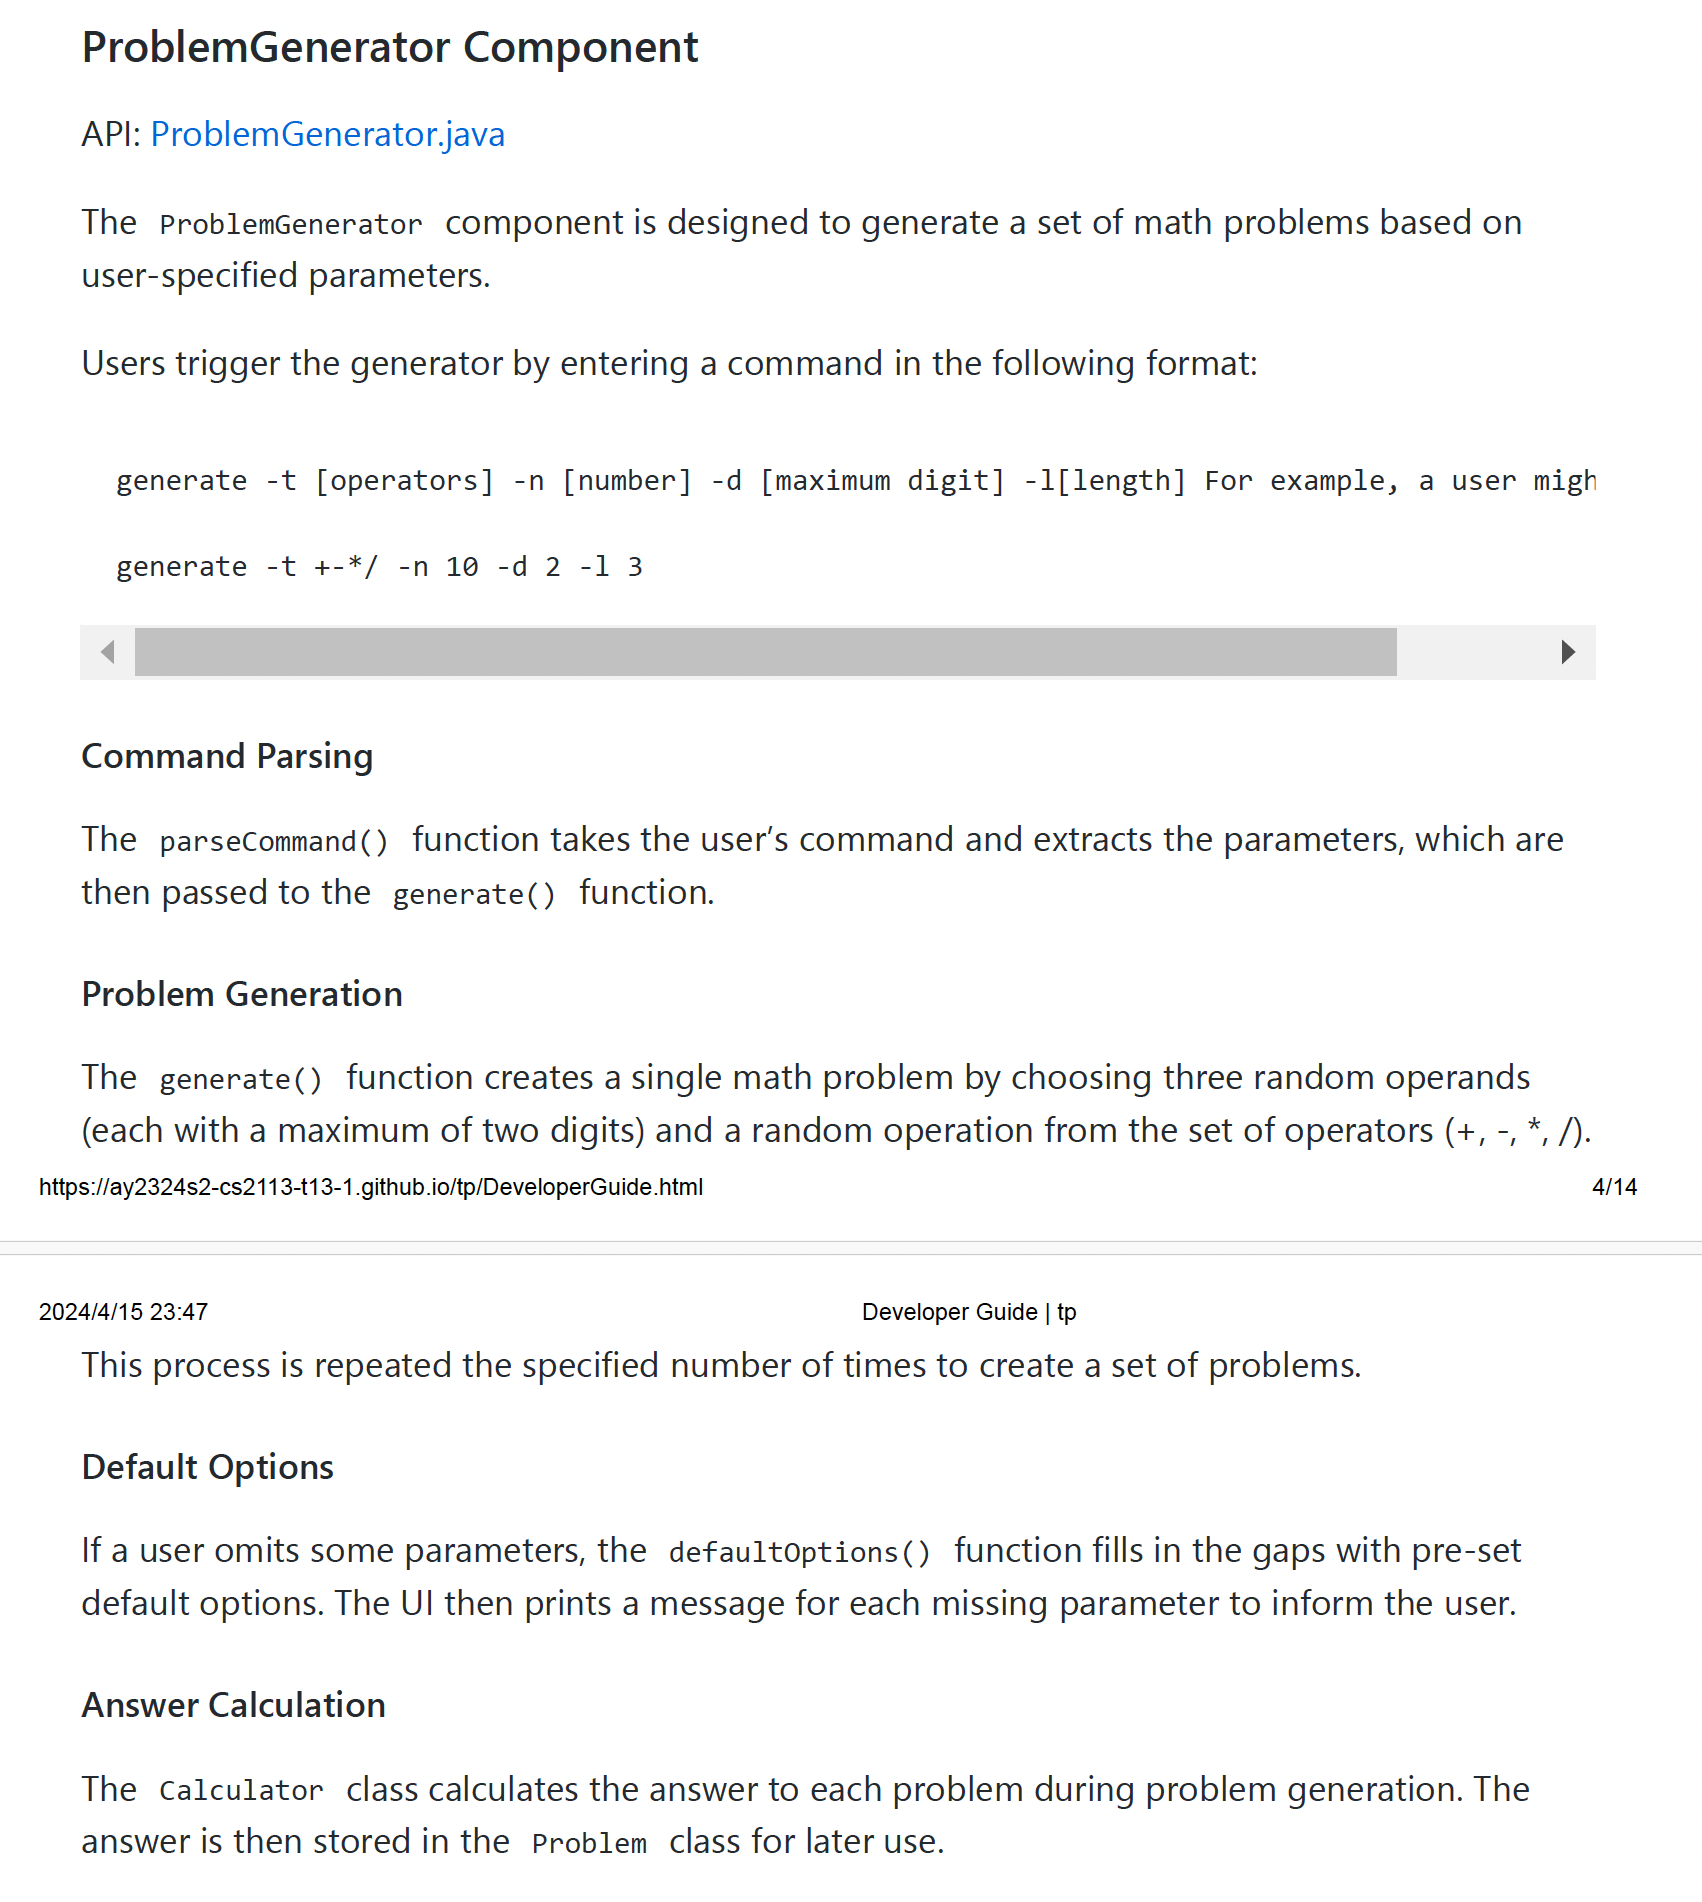 ProblemGenerator Component
API: ProblemGenerator.java
The ProblemGenerator component is designed to generate a set of math problems based on
user-specified parameters.
Users trigger the generator by entering a command in the following format:
generate -t [operators] -n [number] -d [maximum digit] -l[length] For example, a user migh
generate -t +-*/ -n 10 -d 2 -l 3
Command Parsing
The parseCommand() function takes the user’s command and extracts the parameters, which are
then passed to the generate() function.
Problem Generation
The generate() function creates a single math problem by choosing three random operands
(each with a maximum of two digits) and a random operation from the set of operators (+, -, *, /).
https://ay2324s2-cs2113-t13-1.github.io/tp/DeveloperGuide.html 4/14
2024/4/15 23:47 Developer Guide | tp
This process is repeated the specified number of times to create a set of problems.
Default Options
If a user omits some parameters, the defaultOptions() function fills in the gaps with pre-set
default options. The UI then prints a message for each missing parameter to inform the user.
Answer Calculation
The Calculator class calculates the answer to each problem during problem generation. The
answer is then stored in the Problem class for later use.